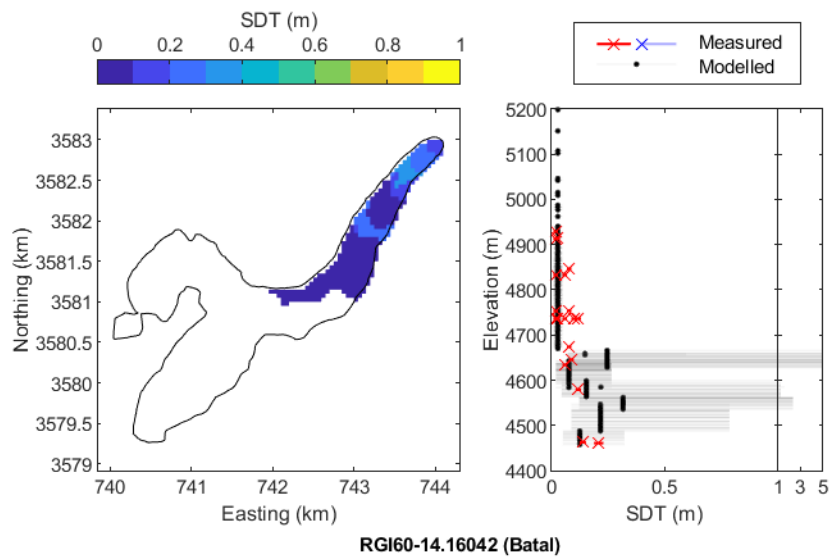 SDT (m)
0 0.2 0.4 0.6 0.8 1
Measured
Modelled
3583
3582.5
3582
3581.5
3581
3580.5
3580
3579.5
3579
Northing (km)
740 741 742 743 744
Easting (km)
5200
5100
5000
4900
4800
4700
4600
4500
4400
Elevation (m)
0 0.5 1 3 5
SDT (m)
RGI60-14.16042 (Batal)